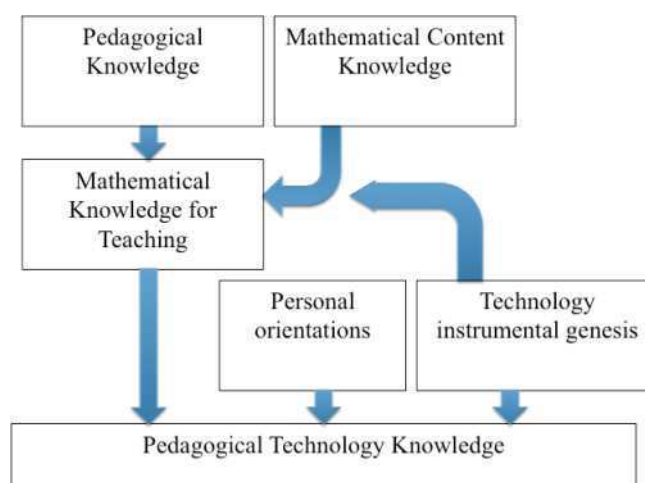 Pedagogical
Knowledge
Mathematical Content
Knowledge
Mathematical
Knowledge for
Teaching
Personal
orientations
Technology
instrumental genesis
Pedagogical Technology Knowledge